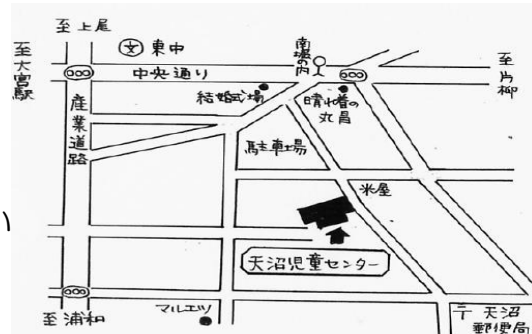 至上尾
至大宮駅
文 東中
中央通り
南堀の内
至片柳
結婚式場
晴れ着の丸昌
産業道路
駐車場
米屋
天沼児童センター
マルエツ
至浦和
〒天沼郵便局